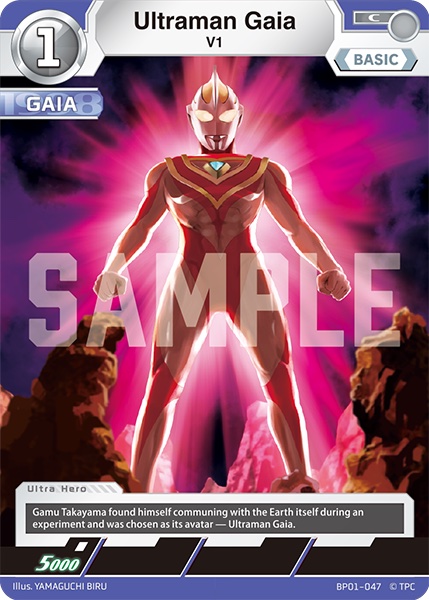 1
Ultraman Gaia
V1
C
BASIC
1998
GAIA
SAMPLE
Ultra Hero
Gamu Takayama found himself communing with the Earth itself during an
experiment and was chosen as its avatar — Ultraman Gaia.
5000
Illus. YAMAGUCHI BIRU
BP01-047 © TPC